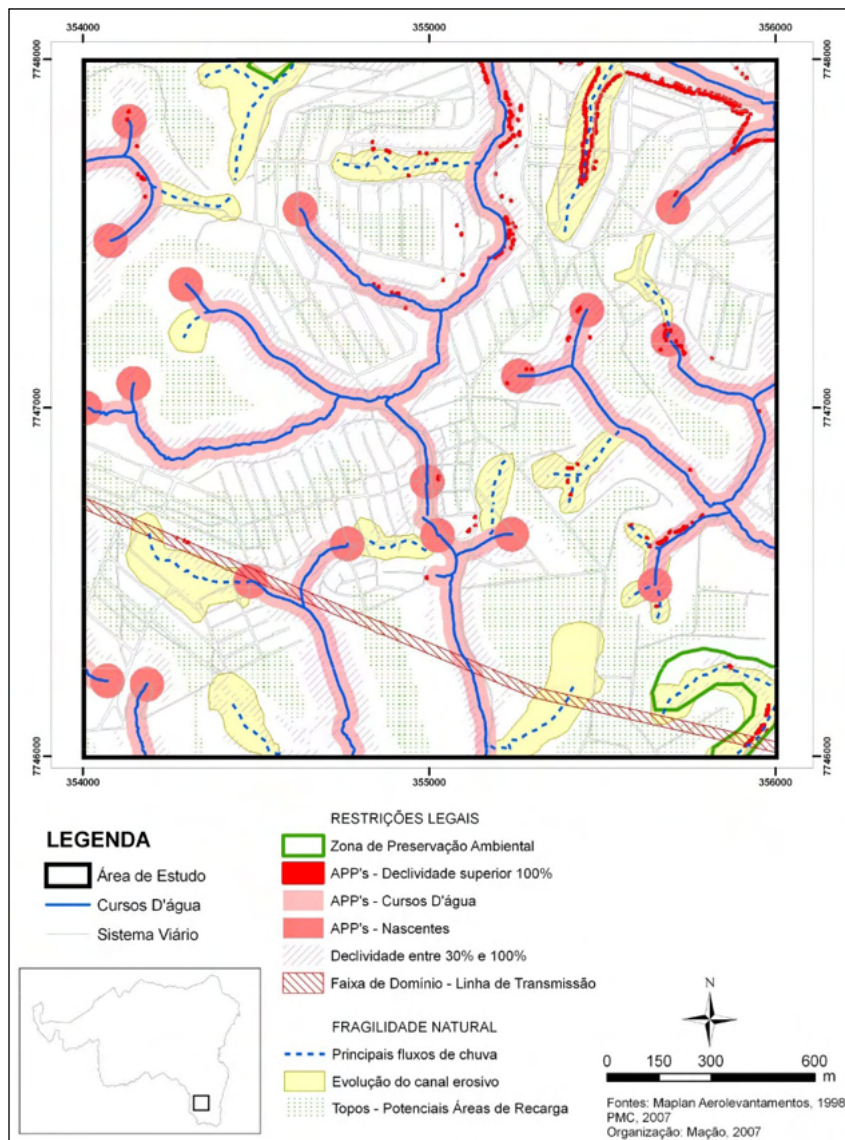 354000 355000 356000
7748000 7748000
7747000 7747000
7746000 7746000
354000 355000 356000
LEGENDA
Área de Estudo
Cursos D'água
Sistema Viário
RESTRIÇÕES LEGAIS
Zona de Preservação Ambiental
APP's - Declividade superior 100%
APP's - Cursos D'água
APP's - Nascentes
Declividade entre 30% e 100%
Faixa de Domínio - Linha de Transmissão
FRAGILIDADE NATURAL
Principais fluxos de chuva
Evolução do canal erosivo
Topos - Potenciais Áreas de Recarga
N
0 150 300 600
m
Fontes: Maplan Aerolevantamentos, 1998
PMC, 2007
Organização: Mação, 2007